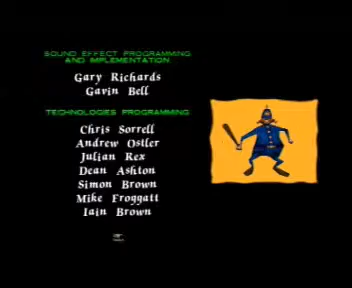 SOUND EFFECT PROGRAMMING
AND IMPLEMENTATION
Gary Richards
Gavin Bell
TECHNOLOGIES PROGRAMMING
Chris Sorrell
Andrew Ostler
Julian Rex
Dean Ashton
Simon Brown
Mike Froggatt
Iain Brown